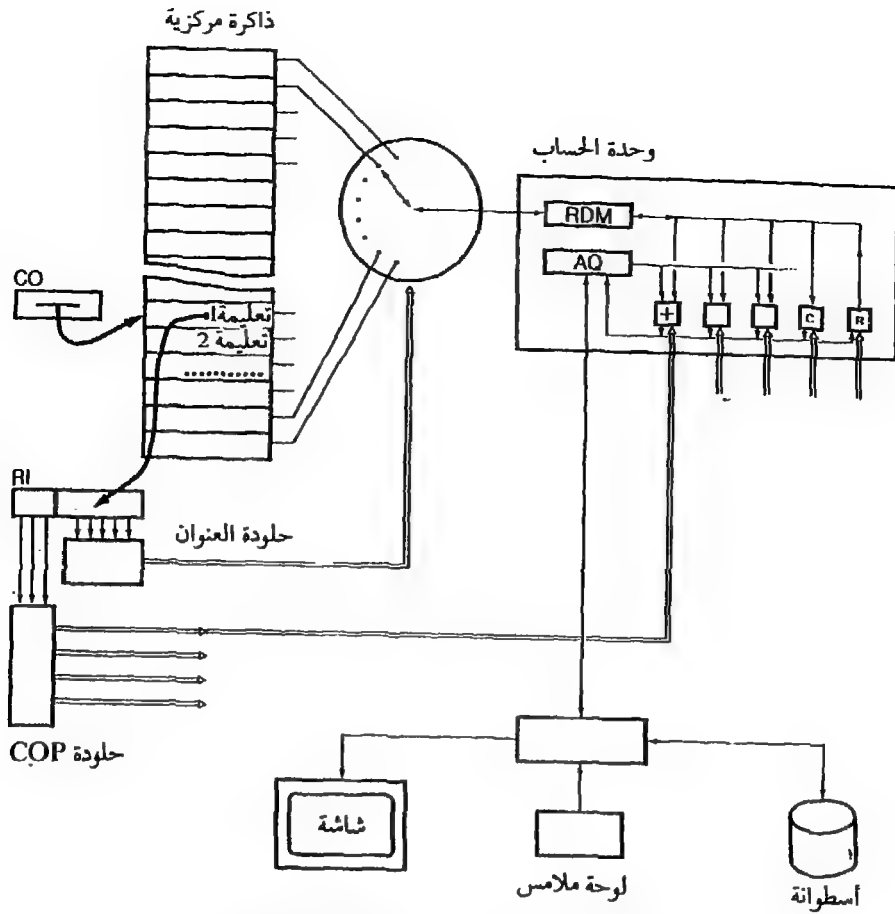 ذاكرة مركزية
وحدة الحساب
RDM
AQ
+
C
R
CO
تعليمة 1
تعليمة 2
............
RI
حلودة العنوان
حلودة COP
شاشة
لوحة ملامس
أسطوانة